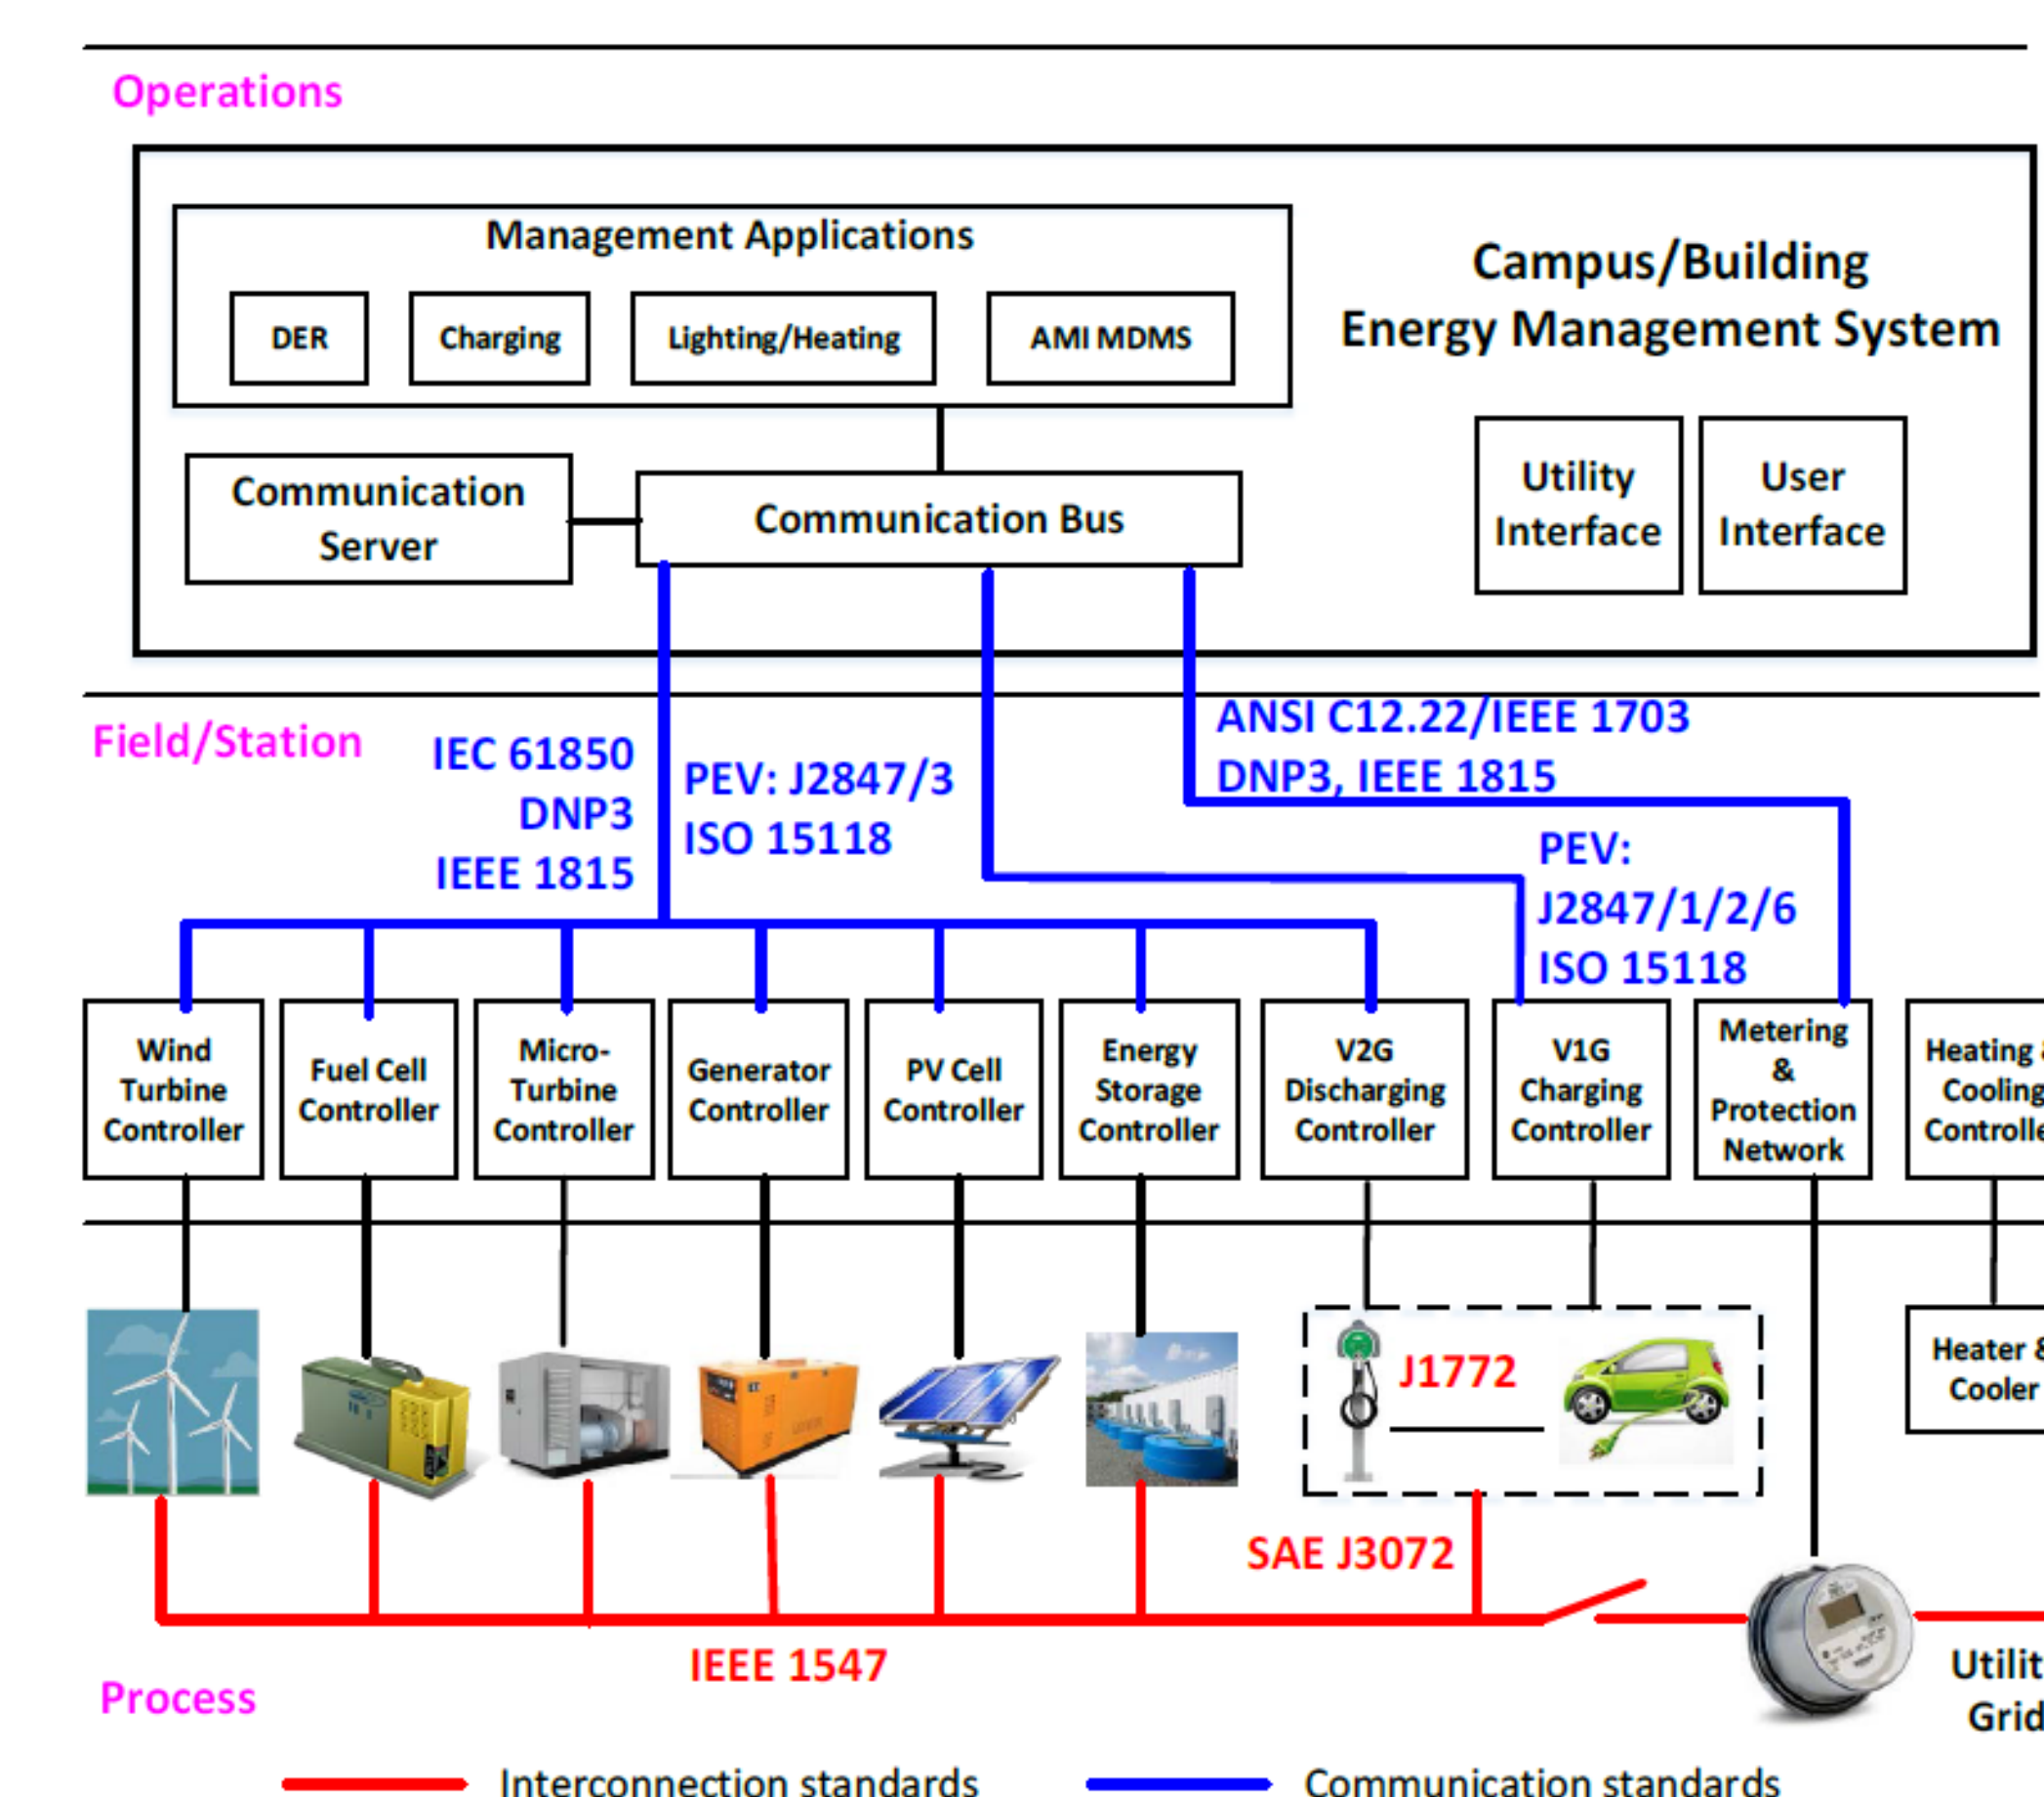 Operations
Management Applications
DER
Charging
Lighting/Heating
AMI MDMS
Campus/Building
Energy Management System
Communication
Server
Communication Bus
Utility
Interface
User
Interface
Field/Station
IEC 61850
DNP3
IEEE 1815
PEV: J2847/3
ISO 15118
ANSI C12.22/IEEE 1703
DNP3, IEEE 1815
PEV:
J2847/1/2/6
ISO 15118
Wind
Turbine
Controller
Fuel Cell
Controller
Micro-
Turbine
Controller
Generator
Controller
PV Cell
Controller
Energy
Storage
Controller
V2G
Discharging
Controller
V1G
Charging
Controller
Metering
&
Protection
Network
Heating
Cooling
J1772
Heater
Cooler
SAE J3072
IEEE 1547
Process
Grid
Interconnection standards
Communication standards